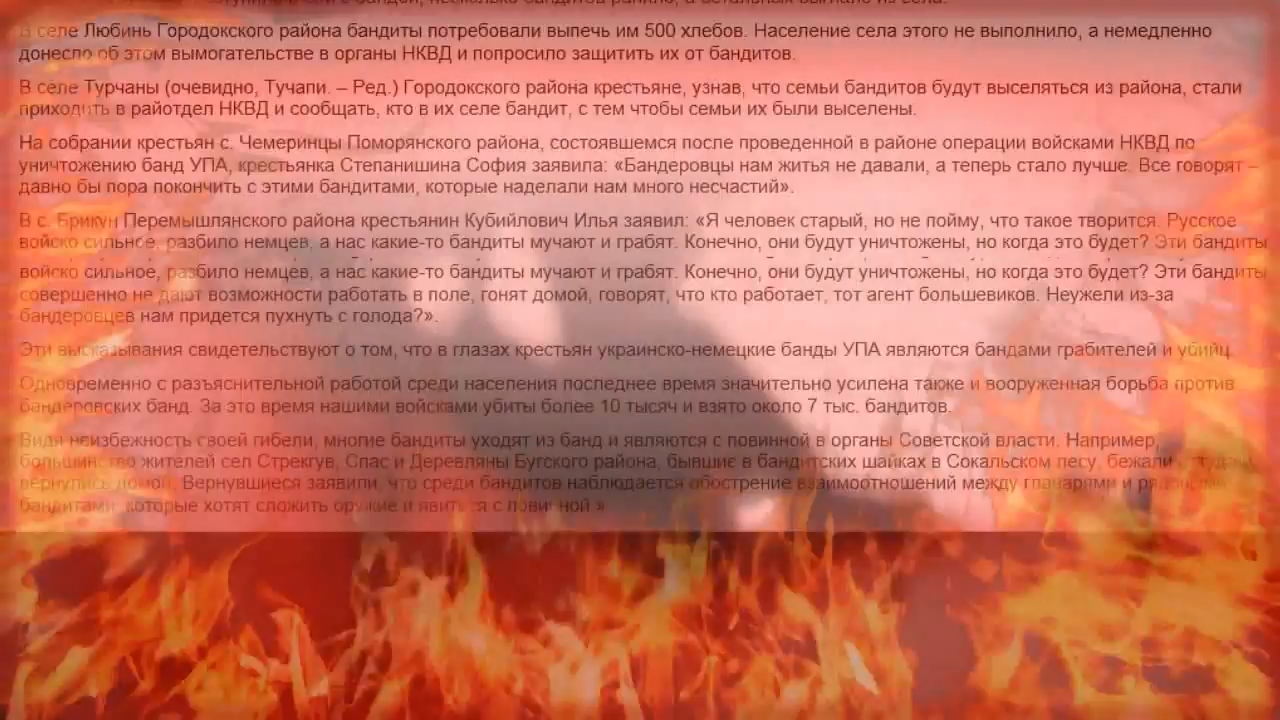 В селе Любинь Городокского района бандиты потребовали выпечь им 500 хлебов. Население села этого не выполнило, а немедленно
донесло об этом вымогательстве в органы НКВД и попросило защитить их от бандитов.
В селе Турчаны (очевидно, Тучапи. – Ред.) Городокского района крестьяне, узнав, что семьи бандитов будут выселяться из района, стали
приходить в райотдел НКВД и сообщать, кто в их селе бандит, с тем чтобы семьи их были выселены.
На собрании крестьян с. Чемеринцы Поморянского района, состоявшемся после проведенной в районе операции войсками НКВД по
уничтожению банд УПА, крестьянка Степанишина София заявила: «Бандеровцы нам житья не давали, а теперь стало лучше. Все говорят –
давно бы пора покончить с этими бандитами, которые наделали нам много несчастий».
В с. Брикун Перемышлянского района крестьянин Кубийлович Илья заявил: «Я человек старый, но не пойму, что такое творится. Русское
войско сильное, разбило немцев, а нас какие-то бандиты мучают и грабят. Конечно, они будут уничтожены, но когда это будет? Эти бандиты
войско сильное, разбило немцев, а нас какие-то бандиты мучают и грабят. Конечно, они будут уничтожены, но когда это будет? Эти бандиты
совершенно не дают возможности работать в поле, гонят домой, говорят, что кто работает, тот агент большевиков. Неужели из-за
бандеровцев нам придется пухнуть с голода?».
Эти высказывания свидетельствуют о том, что в глазах крестьян украинско-немецкие банды УПА являются бандами грабителей и убийц.
Одновременно с разъяснительной работой среди населения последнее время значительно усилена также и вооруженная борьба против
бандеровских банд. За это время нашими войсками убиты более 10 тысяч и взято около 7 тыс. бандитов.
Видя неизбежность своей гибели, многие бандиты уходят из банд и являются с повинной в органы Советской власти. Например,
большинство жителей сел Стрекгув, Спас и Деревляны Бугского района, бывшие в бандитских шайках в Сокальском лесу, бежали
вернулись домой. Вернувшиеся заявили, что среди бандитов наблюдается обострение взаимоотношений между главарями и
бандитами, которые хотят сложить оружие и явиться с повинной.»